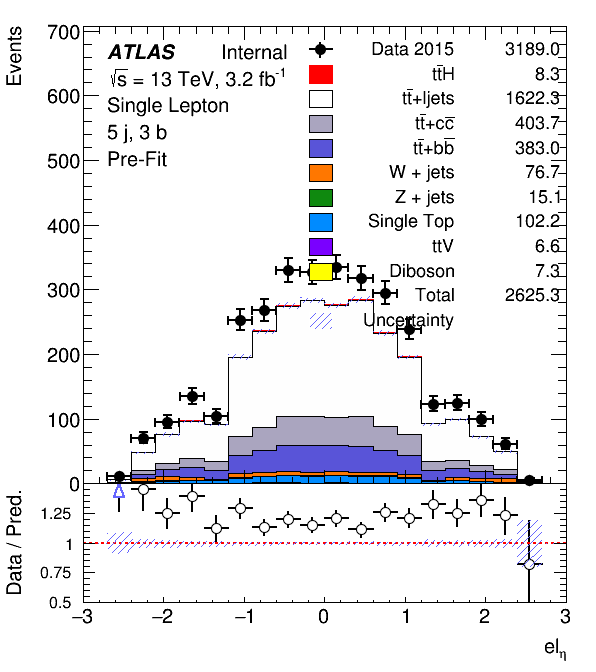 Events
700
600
500
400
300
200
100
0
ATLAS Internal
√s = 13 TeV, 3.2 fb⁻¹
Single Lepton
5 j, 3 b
Pre-Fit
Data 2015 3189.0
tt̄H 8.3
tt̄+ljets 1622.3
tt̄+cc̄ 403.7
tt̄+bb̄ 383.0
W + jets 76.7
Z + jets 15.1
Single Top 102.2
ttV 6.6
Diboson 7.3
Total 2625.3
Uncertainty
Data / Pred.
1.25
1
0.75
0.5
−3 −2 −1 0 1 2 3
el_η